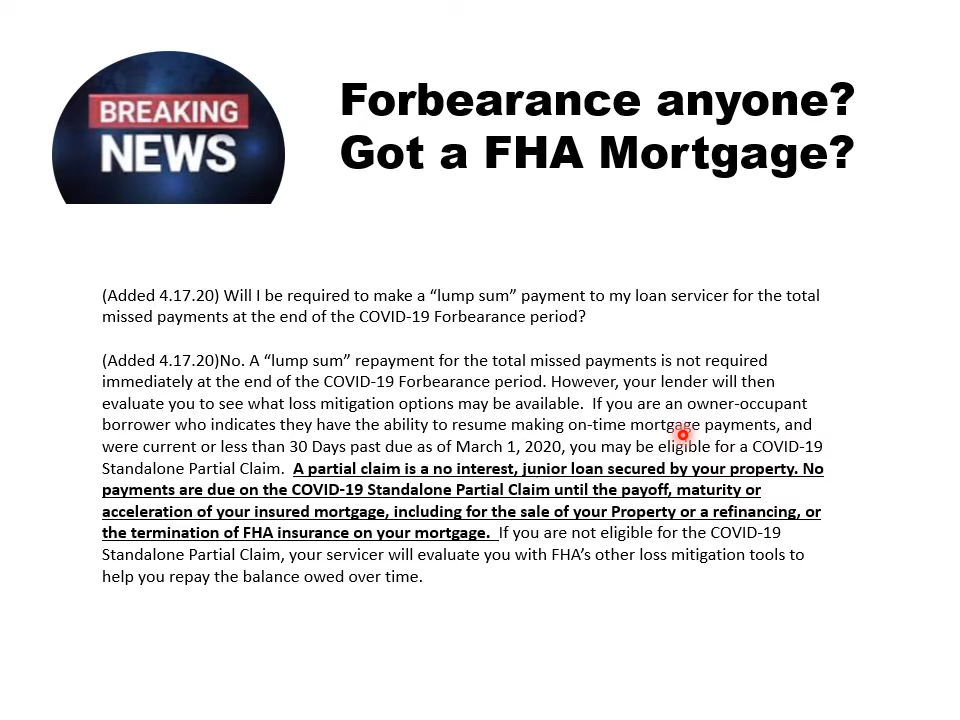 BREAKING
NEWS
Forbearance anyone?
Got a FHA Mortgage?
(Added 4.17.20) Will I be required to make a “lump sum” payment to my loan servicer for the total
missed payments at the end of the COVID-19 Forbearance period?
(Added 4.17.20)No. A “lump sum” repayment for the total missed payments is not required
immediately at the end of the COVID-19 Forbearance period. However, your lender will then
evaluate you to see what loss mitigation options may be available.  If you are an owner-occupant
borrower who indicates they have the ability to resume making on-time mortgage payments, and
were current or less than 30 Days past due as of March 1, 2020, you may be eligible for a COVID-19
Standalone Partial Claim.  A partial claim is a no interest, junior loan secured by your property. No
payments are due on the COVID-19 Standalone Partial Claim until the payoff, maturity or
acceleration of your insured mortgage, including for the sale of your Property or a refinancing, or
the termination of FHA insurance on your mortgage.  If you are not eligible for the COVID-19
Standalone Partial Claim, your servicer will evaluate you with FHA’s other loss mitigation tools to
help you repay the balance owed over time.